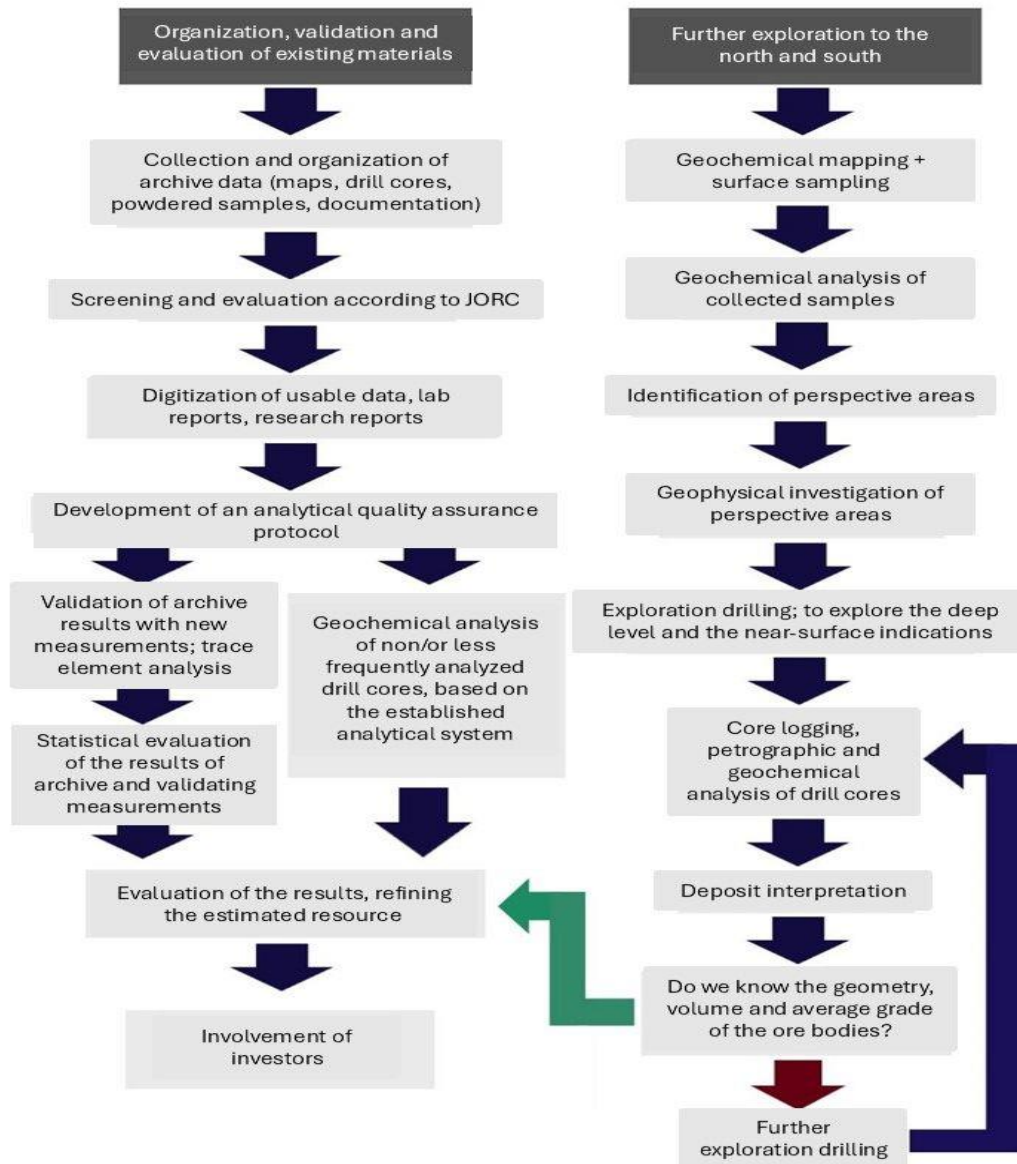 Organization, validation and
evaluation of existing materials
Collection and organization of
archive data (maps, drill cores,
powdered samples, documentation)
Screening and evaluation according to JORC
Digitization of usable data, lab
reports, research reports
Development of an analytical quality assurance
protocol
Validation of archive
results with new
measurements; trace
element analysis
Statistical evaluation
of the results of
archive and validating
measurements
Geochemical analysis
of non/or less
frequently analyzed
drill cores, based on
the established
analytical system
Evaluation of the results, refining
the estimated resource
Involvement of
investors
Further exploration to the
north and south
Geochemical mapping +
surface sampling
Geochemical analysis of
collected samples
Identification of perspective areas
Geophysical investigation of
perspective areas
Exploration drilling; to explore the deep
level and the near-surface indications
Core logging,
petrographic and
geochemical
analysis of drill cores
Deposit interpretation
Do we know the geometry,
volume and average grade
of the ore bodies?
Further
exploration drilling